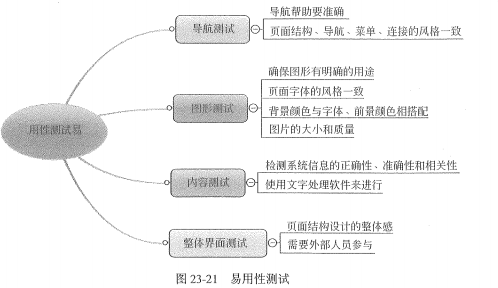 导航帮助要准确
导航测试
页面结构、导航、菜单、连接的风格一致
确保图形有明确的用途
页面字体的风格一致
图形测试
背景颜色与字体、前景颜色相搭配
图片的大小和质量
用性测试易
检测系统信息的正确性、准确性和相关性
内容测试
使用文字处理软件来进行
页面结构设计的整体感
整体界面测试
需要外部人员参与
图 23-21 易用性测试